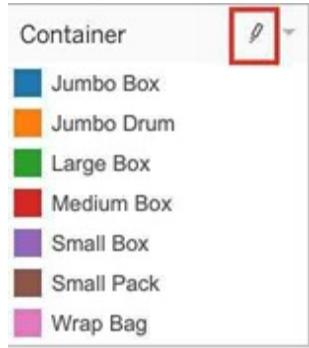 Container
Jumbo Box
Jumbo Drum
Large Box
Medium Box
Small Box
Small Pack
Wrap Bag